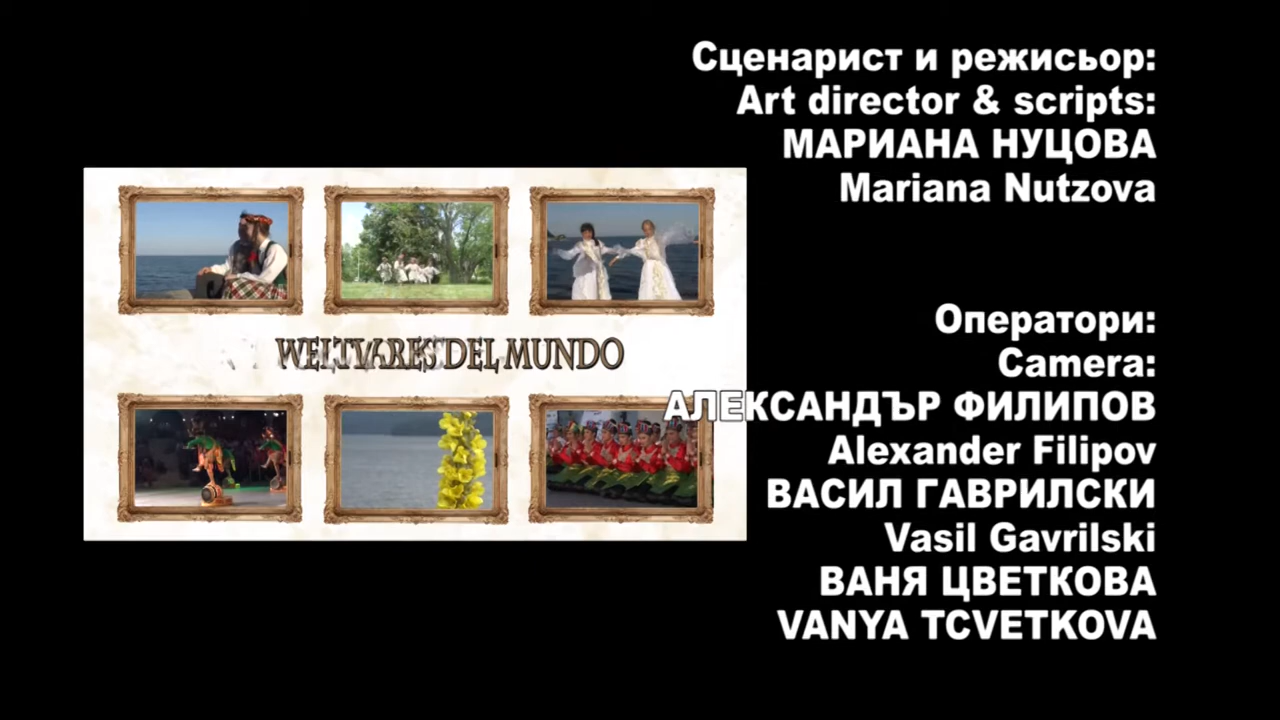 Сценарист и режисьор:
Art director & scripts:
МАРИАНА НУЦОВА
Mariana Nutzova
DEL MUNDO
Оператори:
Camera:
АЛЕКСАНДЪР ФИЛИПОВ
Alexander Filipov
ВАСИЛ ГАВРИЛСКИ
Vasil Gavrilski
ВАНЯ ЦВЕТКОВА
VANYA TCVETKOVA